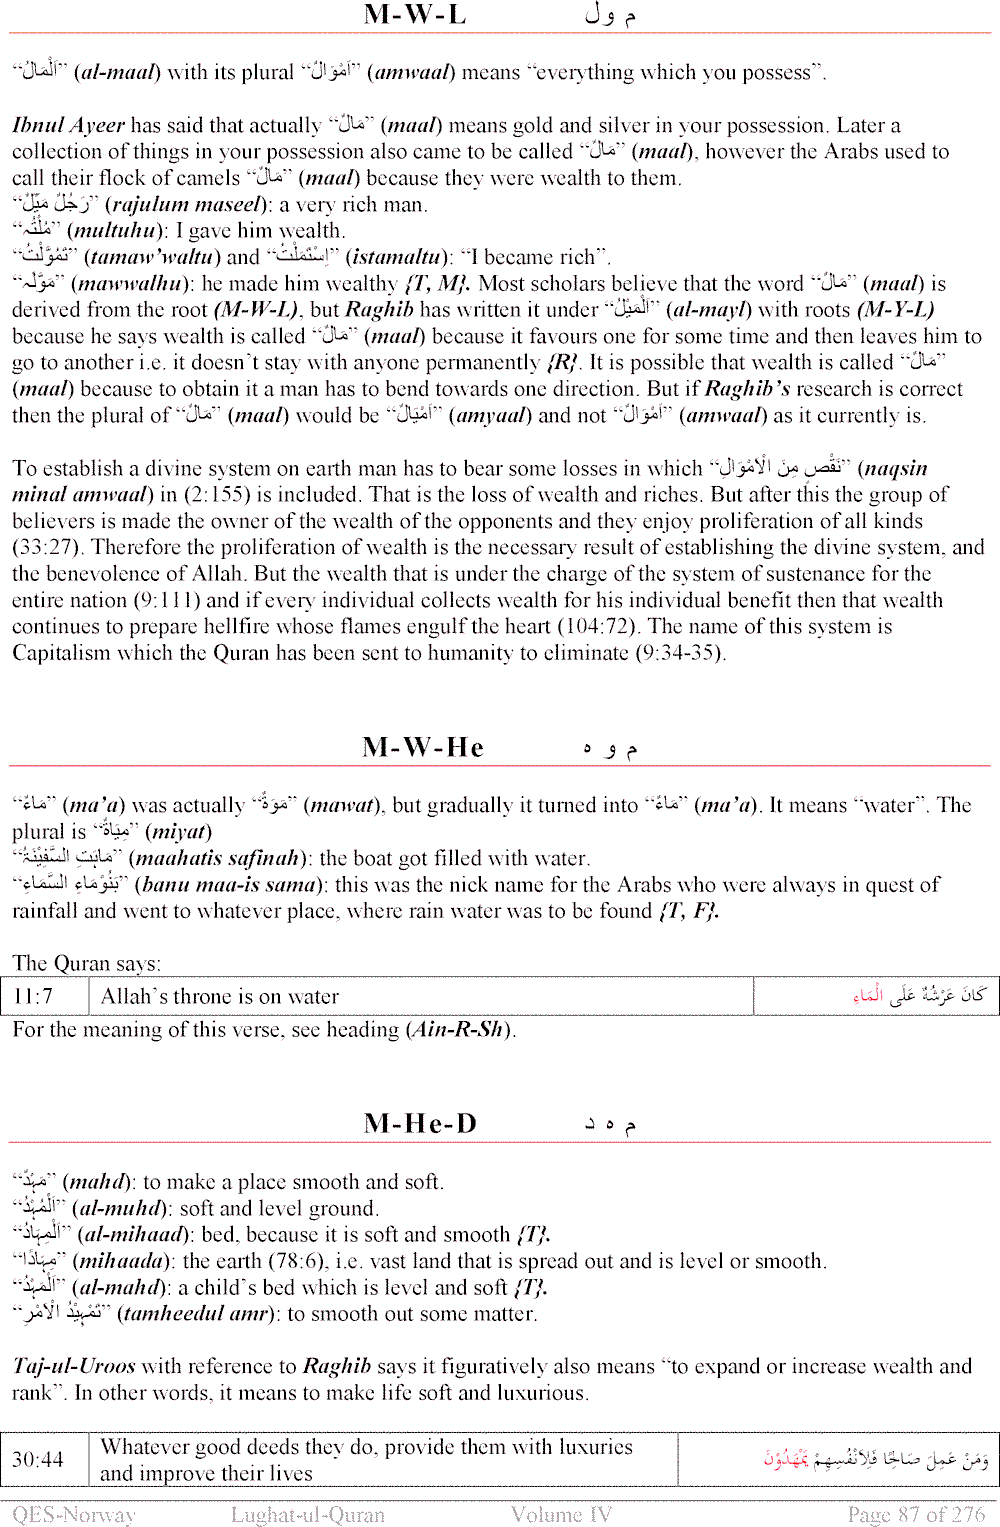 M-W-L م و ل
“اَلْمَالُ” (al-maal) with its plural “اَمْوَالٌ” (amwaal) means “everything which you possess”.
Ibnul Ayeer has said that actually “مَالٌ” (maal) means gold and silver in your possession. Later a
collection of things in your possession also came to be called “مَالٌ” (maal), however the Arabs used to
call their flock of camels “مَالٌ” (maal) because they were wealth to them.
“رَجُلٌ مَيِّلٌ” (rajulum maseel): a very rich man.
“مُلْتُہ” (multuhu): I gave him wealth.
“تَمَوَّلْتُ” (tamaw’waltu) and “اِسْتَمَلْتُ” (istamaltu): “I became rich”.
“مَوَّلَہ” (mawwalhu): he made him wealthy {T, M}. Most scholars believe that the word “مَالٌ” (maal) is
derived from the root (M-W-L), but Raghib has written it under “اَلْمَيْلُ” (al-mayl) with roots (M-Y-L)
because he says wealth is called “مَالٌ” (maal) because it favours one for some time and then leaves him to
go to another i.e. it doesn’t stay with anyone permanently {R}. It is possible that wealth is called “مَالٌ”
(maal) because to obtain it a man has to bend towards one direction. But if Raghib’s research is correct
then the plural of “مَالٌ” (maal) would be “اَمْيَالٌ” (amyaal) and not “اَمْوَالٌ” (amwaal) as it currently is.
To establish a divine system on earth man has to bear some losses in which “نَقْصٍ مِنَ الْاَمْوَالِ” (naqsin
minal amwaal) in (2:155) is included. That is the loss of wealth and riches. But after this the group of
believers is made the owner of the wealth of the opponents and they enjoy proliferation of all kinds
(33:27). Therefore the proliferation of wealth is the necessary result of establishing the divine system, and
the benevolence of Allah. But the wealth that is under the charge of the system of sustenance for the
entire nation (9:111) and if every individual collects wealth for his individual benefit then that wealth
continues to prepare hellfire whose flames engulf the heart (104:72). The name of this system is
Capitalism which the Quran has been sent to humanity to eliminate (9:34-35).
M-W-He م و ہ
“مَاءٌ” (ma’a) was actually “مَوَهٌ” (mawat), but gradually it turned into “مَاءٌ” (ma’a). It means “water”. The
plural is “مِيَاهٌ” (miyat)
“مَاہَتِ السَّفِيْنَۃُ” (maahatis safinah): the boat got filled with water.
“بَنُوْمَاءِ السَّمَاءِ” (banu maa-is sama): this was the nick name for the Arabs who were always in quest of
rainfall and went to whatever place, where rain water was to be found {T, F}.
The Quran says:
11:7 Allah’s throne is on water كَانَ عَرْشُهٗ عَلَى الْمَاءِ
For the meaning of this verse, see heading (Ain-R-Sh).
M-He-D م ہ د
“مَہْدٌ” (mahd): to make a place smooth and soft.
“اَلْمُہْدُ” (al-muhd): soft and level ground.
“اَلْمِہَادُ” (al-mihaad): bed, because it is soft and smooth {T}.
“مِہَادًا” (mihaada): the earth (78:6), i.e. vast land that is spread out and is level or smooth.
“اَلْمَہْدُ” (al-mahd): a child’s bed which is level and soft {T}.
“تَمْہِيْدُ الْاَمْرِ” (tamheedul amr): to smooth out some matter.
Taj-ul-Uroos with reference to Raghib says it figuratively also means “to expand or increase wealth and
rank”. In other words, it means to make life soft and luxurious.
30:44 Whatever good deeds they do, provide them with luxuries
and improve their lives وَمَنْ عَمِلَ صَالِحًا فَلِاَنْفُسِهِمْ يَمْهَدُوْنَ
QES-Norway Lughat-ul-Quran Volume IV Page 87 of 276